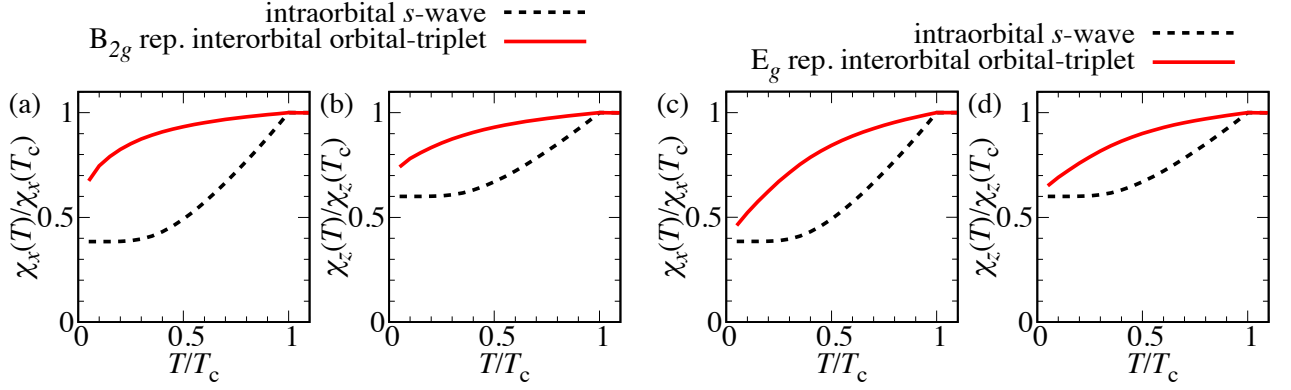 intraorbital s-wave
B2g rep. interorbital orbital-triplet
intraorbital s-wave
Eg rep. interorbital orbital-triplet
(a)
χx(T)/χx(Tc)
1
0.5
0
0
0.5
1
T/Tc
(b)
χz(T)/χz(Tc)
1
0.5
0
0
0.5
1
T/Tc
(c)
χx(T)/χx(Tc)
1
0.5
0
0
0.5
1
T/Tc
(d)
χz(T)/χz(Tc)
1
0.5
0
0
0.5
1
T/Tc